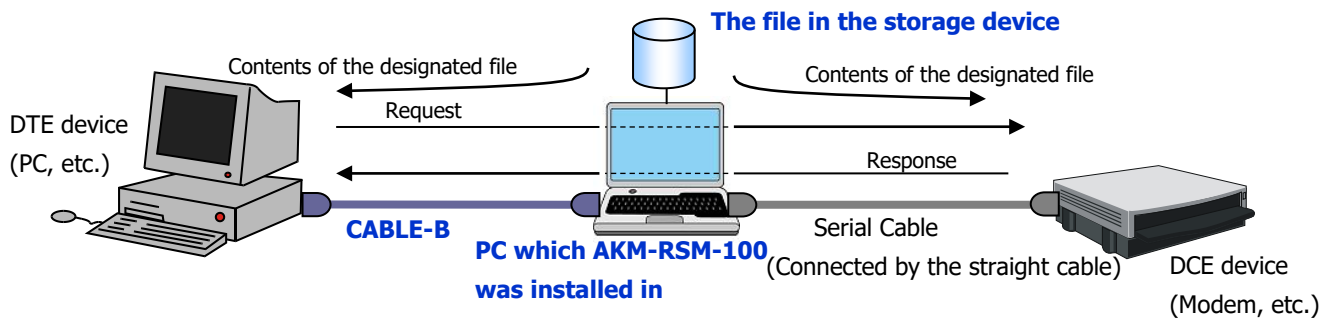 The file in the storage device
Contents of the designated file
Contents of the designated file
Request
DTE device
(PC, etc.)
Response
CABLE-B
Serial Cable
PC which AKM-RSM-100
(Connected by the straight cable)
was installed in
DCE device
(Modem, etc.)